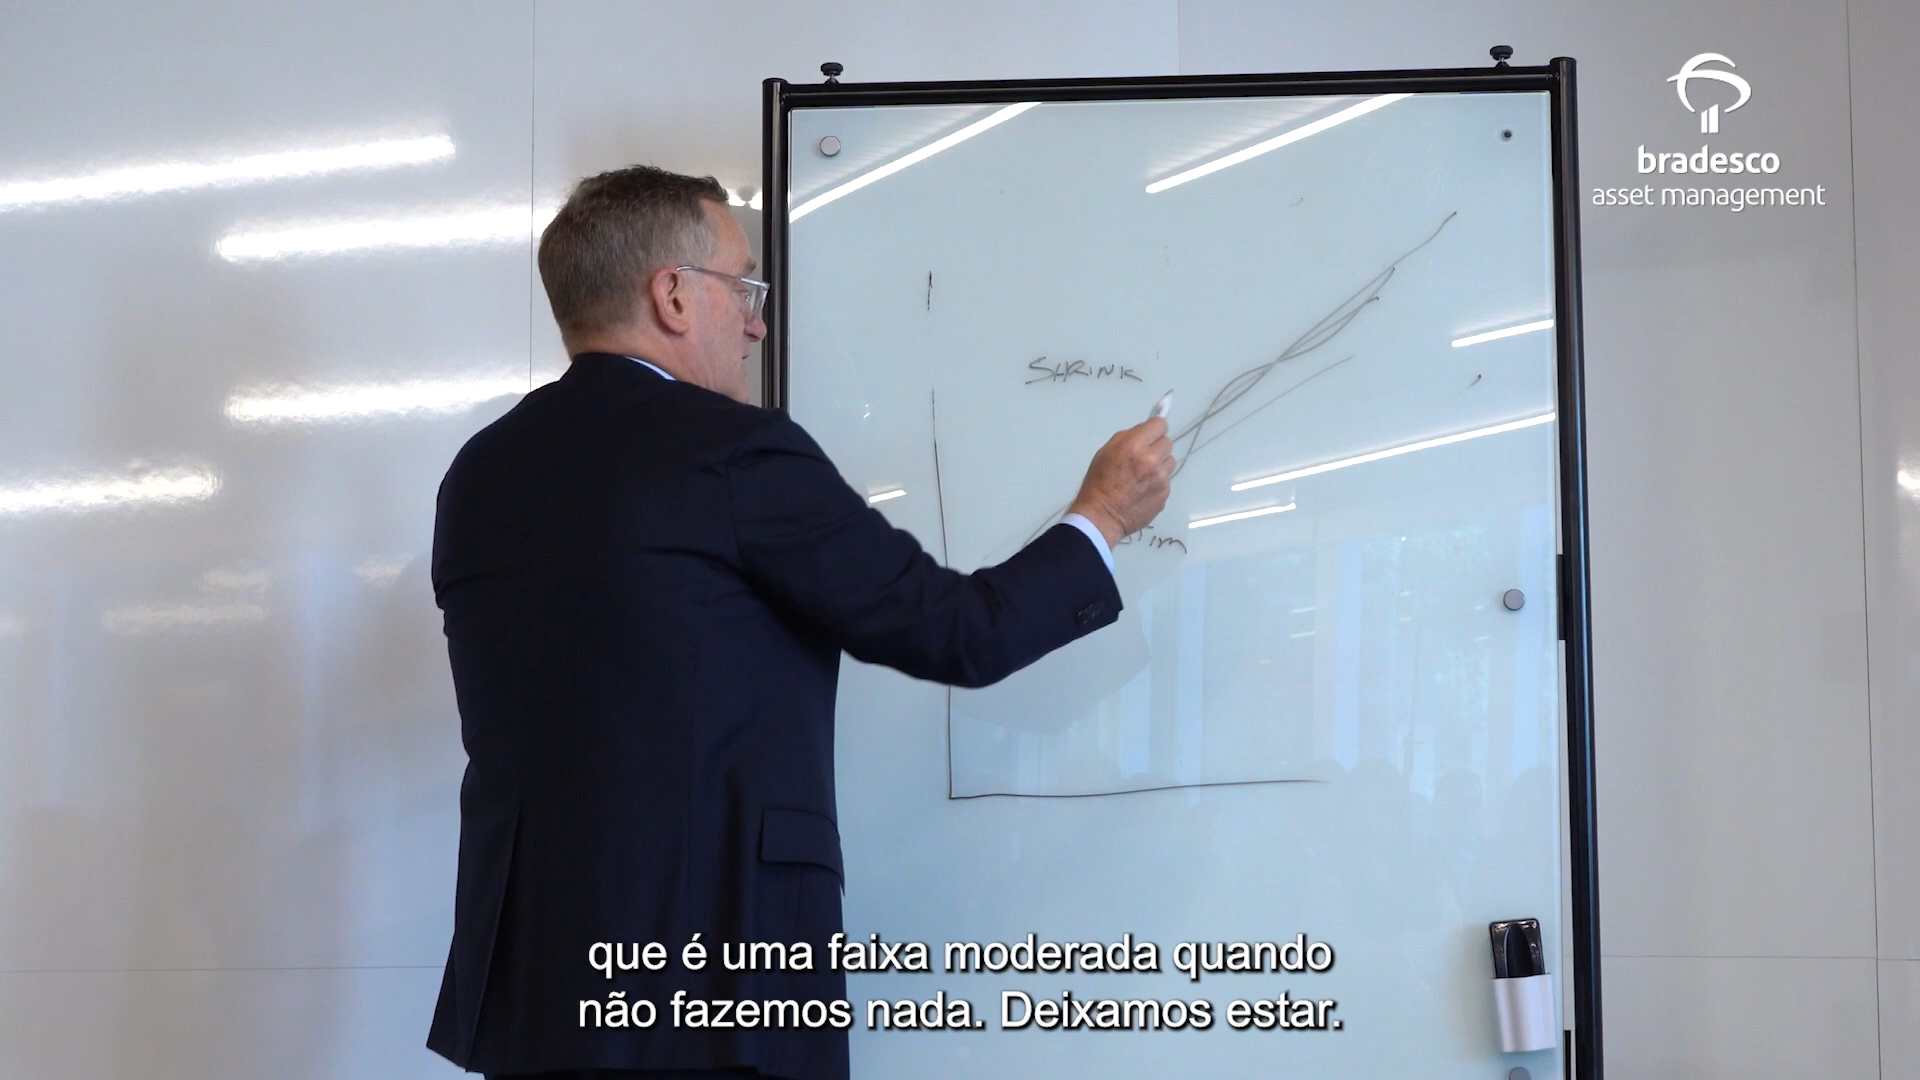 bradesco
asset management
SHRINK
que é uma faixa moderada quando
não fazemos nada. Deixamos estar.